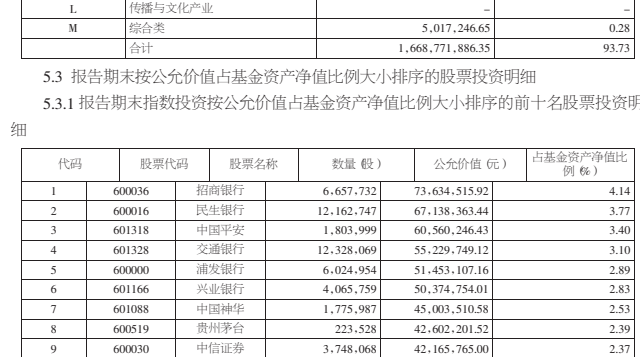 L 传播与文化产业 – –
M 综合类 5,017,246.65 0.28
合计 1,668,771,886.35 93.73
5.3 报告期末按公允价值占基金资产净值比例大小排序的股票投资明细
5.3.1 报告期末指数投资按公允价值占基金资产净值比例大小排序的前十名股票投资明
细
代码 股票代码 股票名称 数量(股) 公允价值(元) 占基金资产净值比
例(%)
1 600036 招商银行 6,657,732 73,634,515.92 4.14
2 600016 民生银行 12,162,747 67,138,363.44 3.77
3 601318 中国平安 1,803,999 60,560,246.43 3.40
4 601328 交通银行 12,328,069 55,229,749.12 3.10
5 600000 浦发银行 6,024,954 51,453,107.16 2.89
6 601166 兴业银行 4,065,759 50,374,754.01 2.83
7 601088 中国神华 1,775,987 45,003,510.58 2.53
8 600519 贵州茅台 223,528 42,602,201.52 2.39
9 600030 中信证券 3,748,068 42,165,765.00 2.37